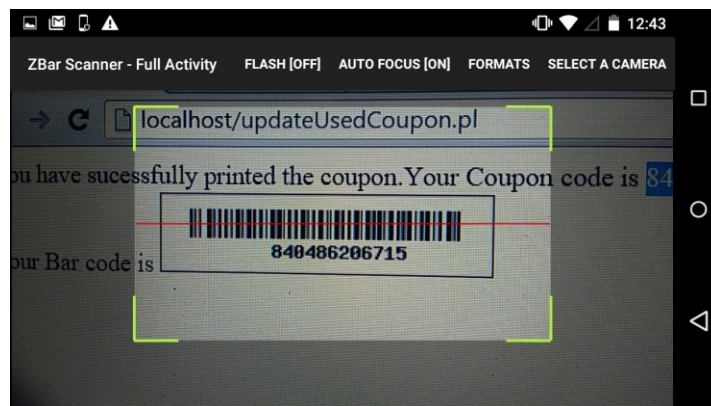 12:43
ZBar Scanner - Full Activity FLASH [OFF] AUTO FOCUS [ON] FORMATS SELECT A CAMERA
localhost/updateUsedCoupon.pl
ou have sucessfully printed the coupon.Your Coupon code is 84
840486206715
our Bar code is